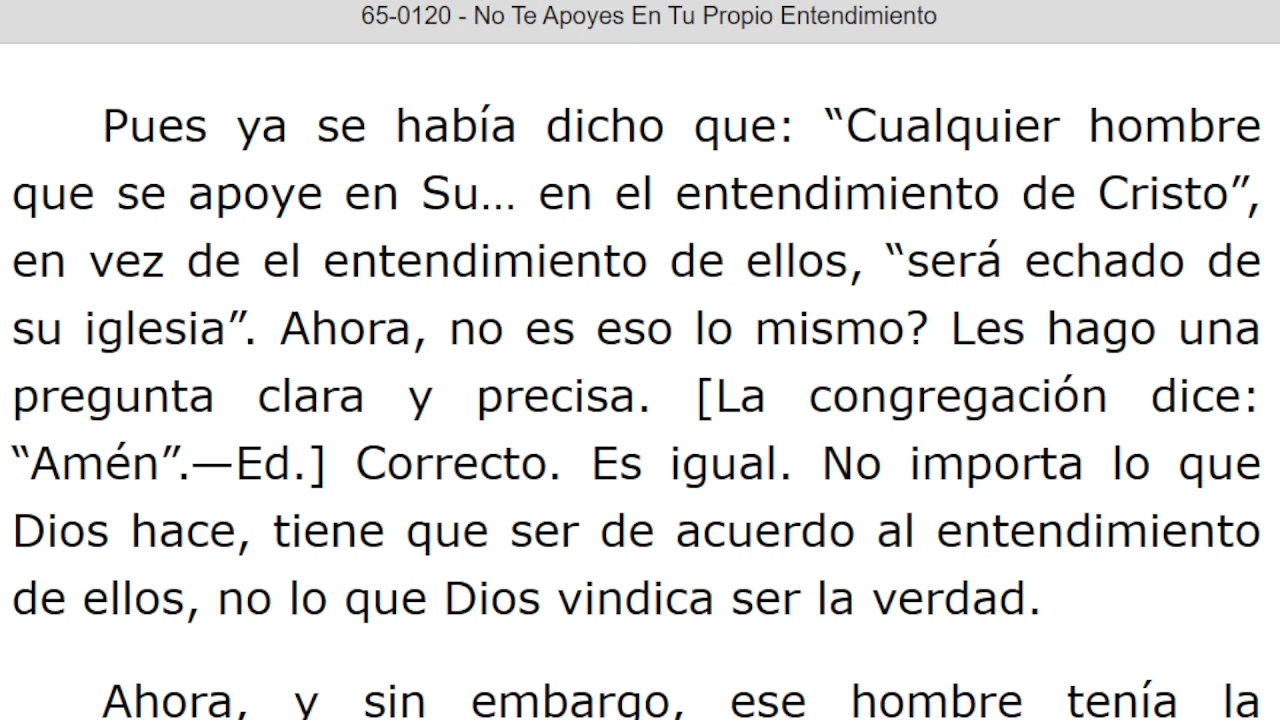 65-0120 - No Te Apoyes En Tu Propio Entendimiento
Pues ya se había dicho que: “Cualquier hombre
que se apoye en Su… en el entendimiento de Cristo”,
en vez de el entendimiento de ellos, “será echado de
su iglesia”. Ahora, no es eso lo mismo? Les hago una
pregunta clara y precisa. [La congregación dice:
“Amén”.—Ed.] Correcto. Es igual. No importa lo que
Dios hace, tiene que ser de acuerdo al entendimiento
de ellos, no lo que Dios vindica ser la verdad.
Ahora, y sin embargo, ese hombre tenía la